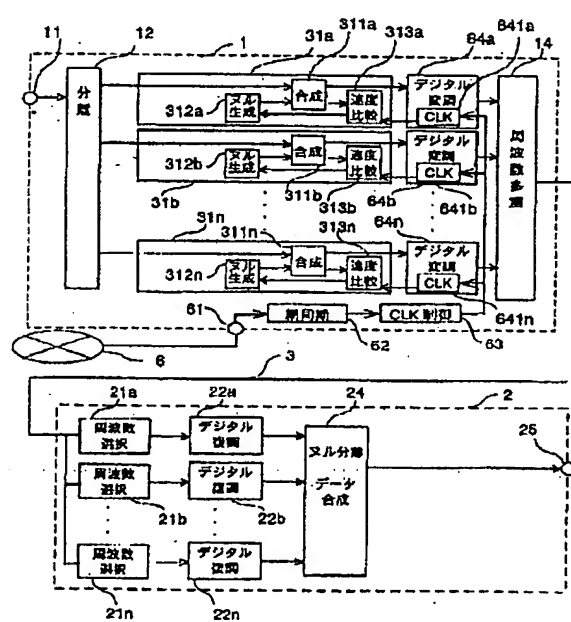 11
12
1
31a
311a
313a
64a
641a
14
分離
合成
速度
比較
ヌル
生成
312a
デジタル
変調
CLK
周波数多重
合成
速度
比較
ヌル
生成
312b
31b
311b
313b
デジタル
変調
CLK
64b
641b
31n
311n
313n
64n
合成
速度
比較
ヌル
生成
312n
デジタル
変調
CLK
641n
61
6
62
CLK 制御
63
3
21a
22a
24
2
周波数
選択
デジタル
復調
ヌル分離
データ
合成
25
周波数
選択
デジタル
復調
21b
22b
周波数
選択
デジタル
復調
21n
22n